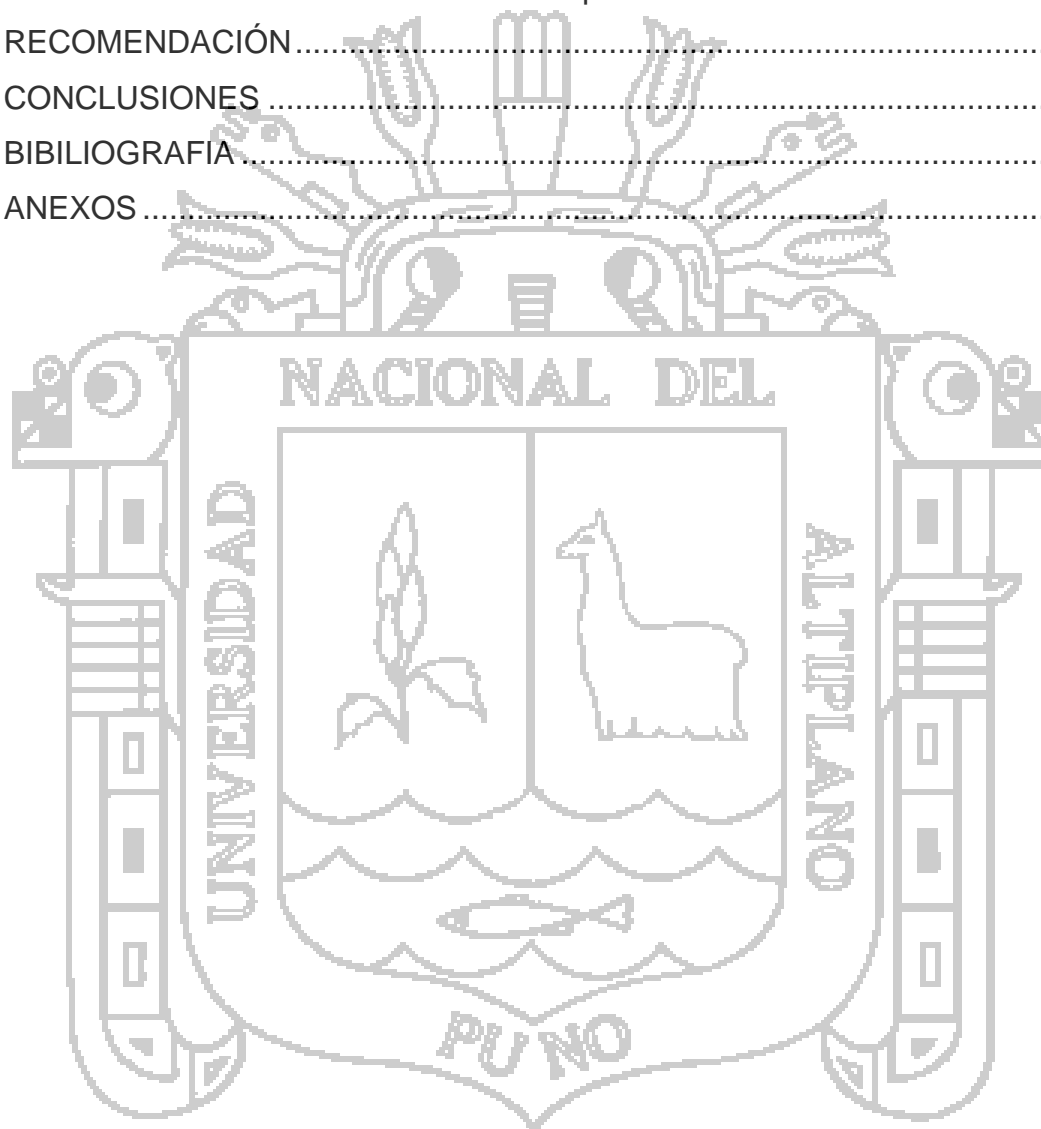 RECOMENDACIÓN
CONCLUSIONES
BIBILIOGRAFIA
ANEXOS
UNIVERSIDAD
NACIONAL DEL
ALTIPLANO
PUNO